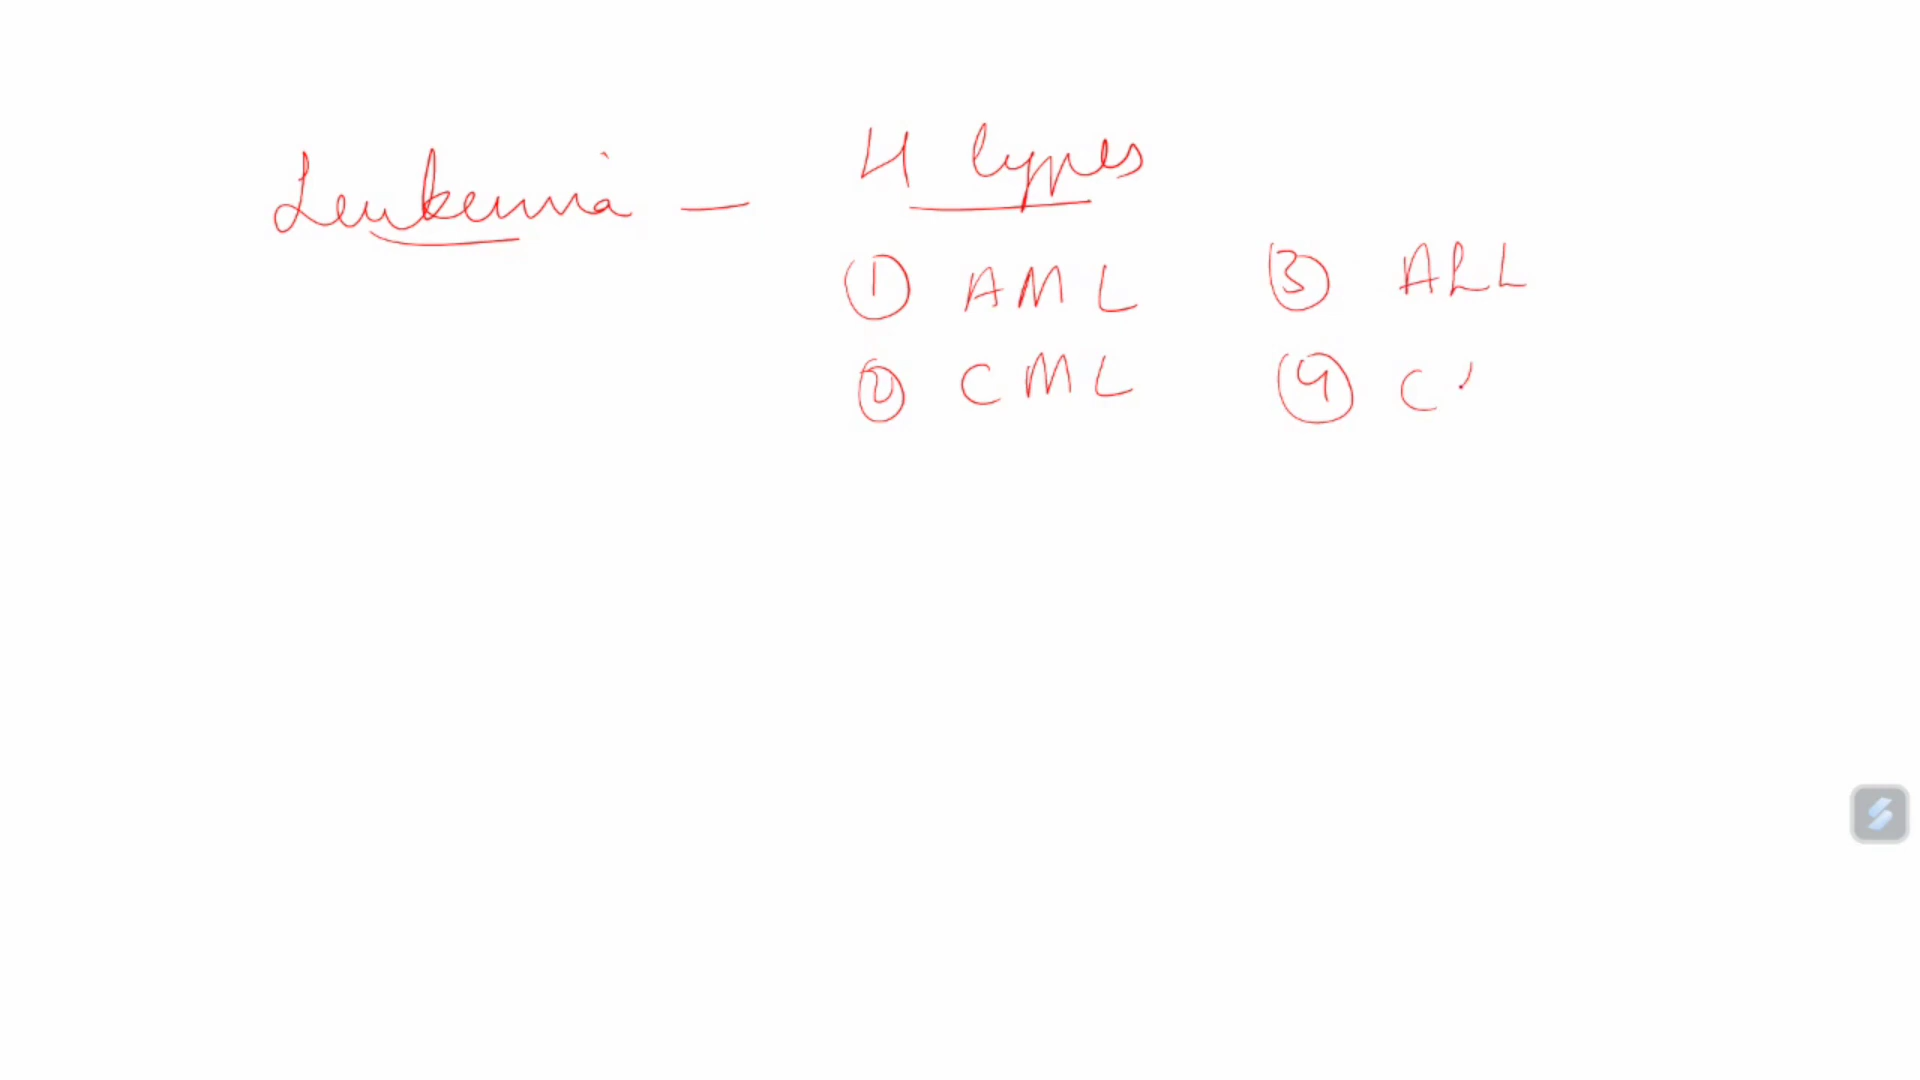 Leukemia — 4 types
① AML ③ ALL
② CML ④ C